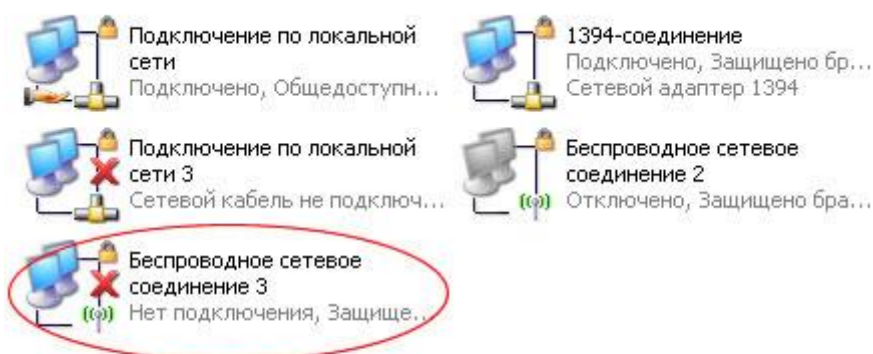 Подключение по локальной
сети
Подключено, Общедоступн...
1394-соединение
Подключено, Защищено бр...
Сетевой адаптер 1394
Подключение по локальной
сети 3
Сетевой кабель не подключ...
Беспроводное сетевое
соединение 2
Отключено, Защищено бра...
Беспроводное сетевое
соединение 3
Нет подключения, Защище...